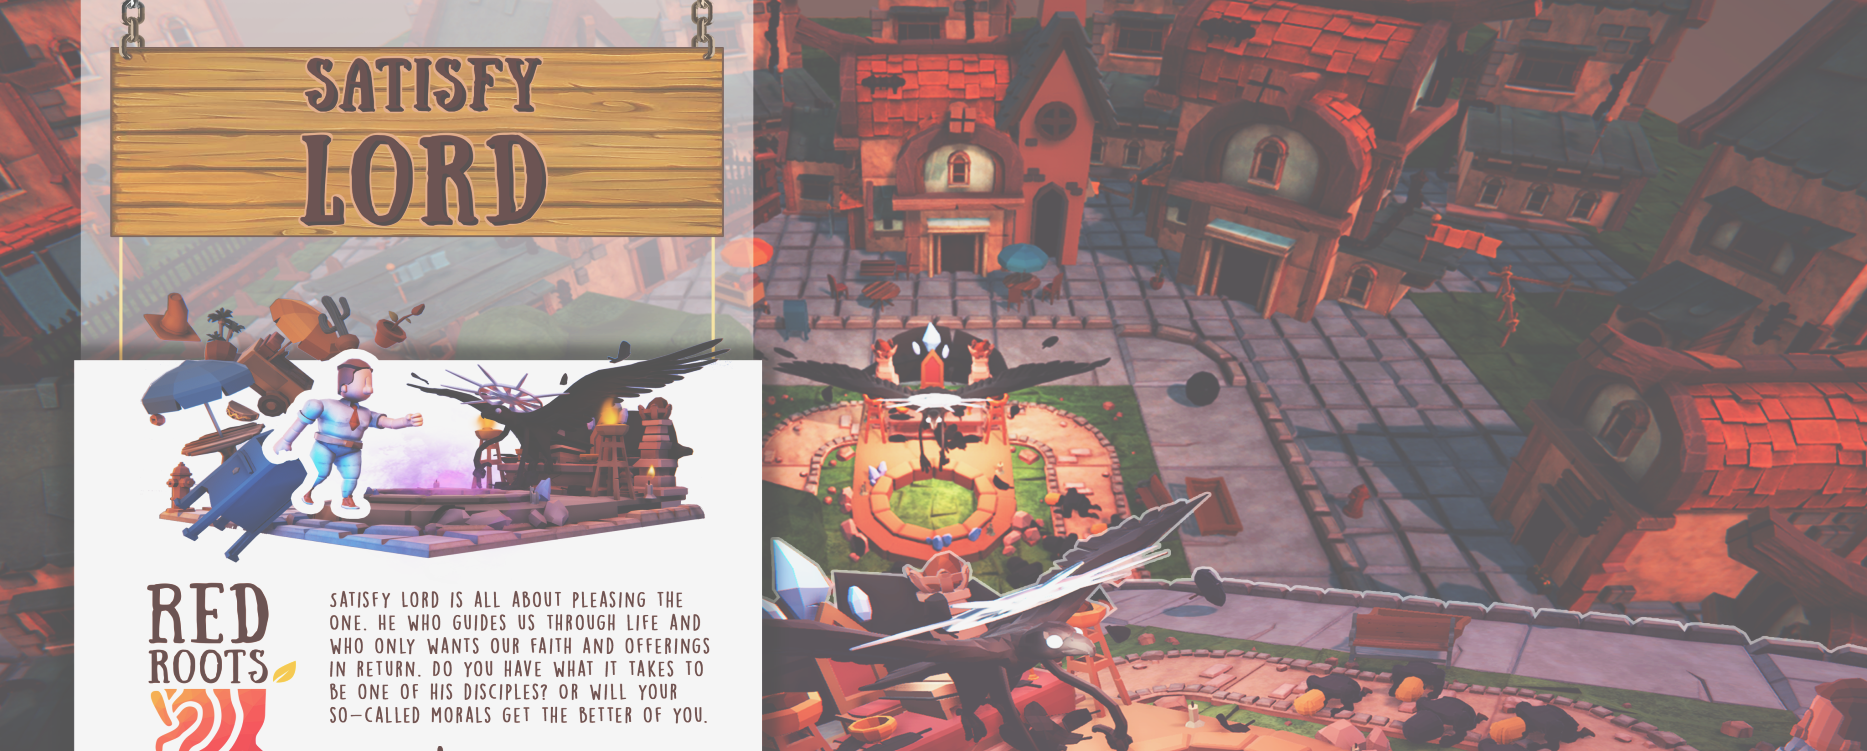 SATISFY
LORD
RED
ROOTS
SATISFY LORD IS ALL ABOUT PLEASING THE
ONE. HE WHO GUIDES US THROUGH LIFE AND
WHO ONLY WANTS OUR FAITH AND OFFERINGS
IN RETURN. DO YOU HAVE WHAT IT TAKES TO
BE ONE OF HIS DISCIPLES? OR WILL YOUR
SO-CALLED MORALS GET THE BETTER OF YOU.